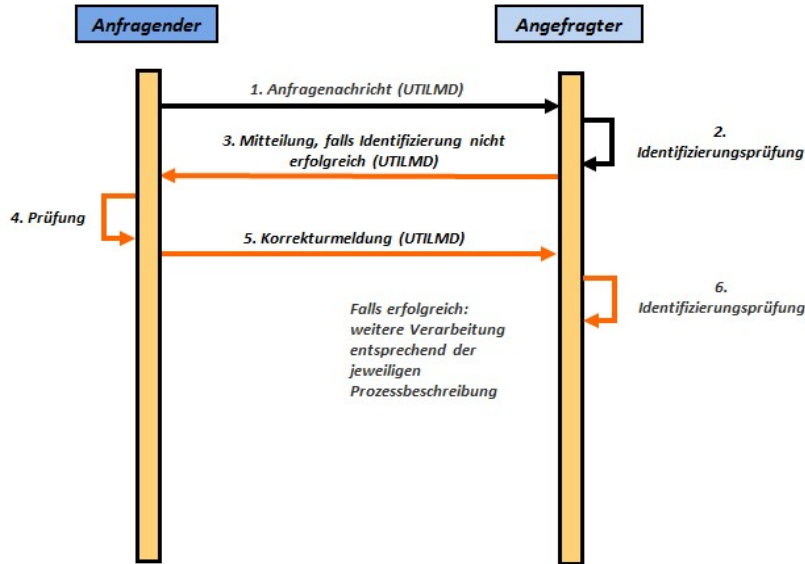 Anfragender
Angefragter
1. Anfragenachricht (UTILMD)
2.
Identifizierungsprüfung
3. Mitteilung, falls Identifizierung nicht
erfolgreich (UTILMD)
4. Prüfung
5. Korrekturmeldung (UTILMD)
6.
Identifizierungsprüfung
Falls erfolgreich:
weitere Verarbeitung
entsprechend der
jeweiligen
Prozessbeschreibung